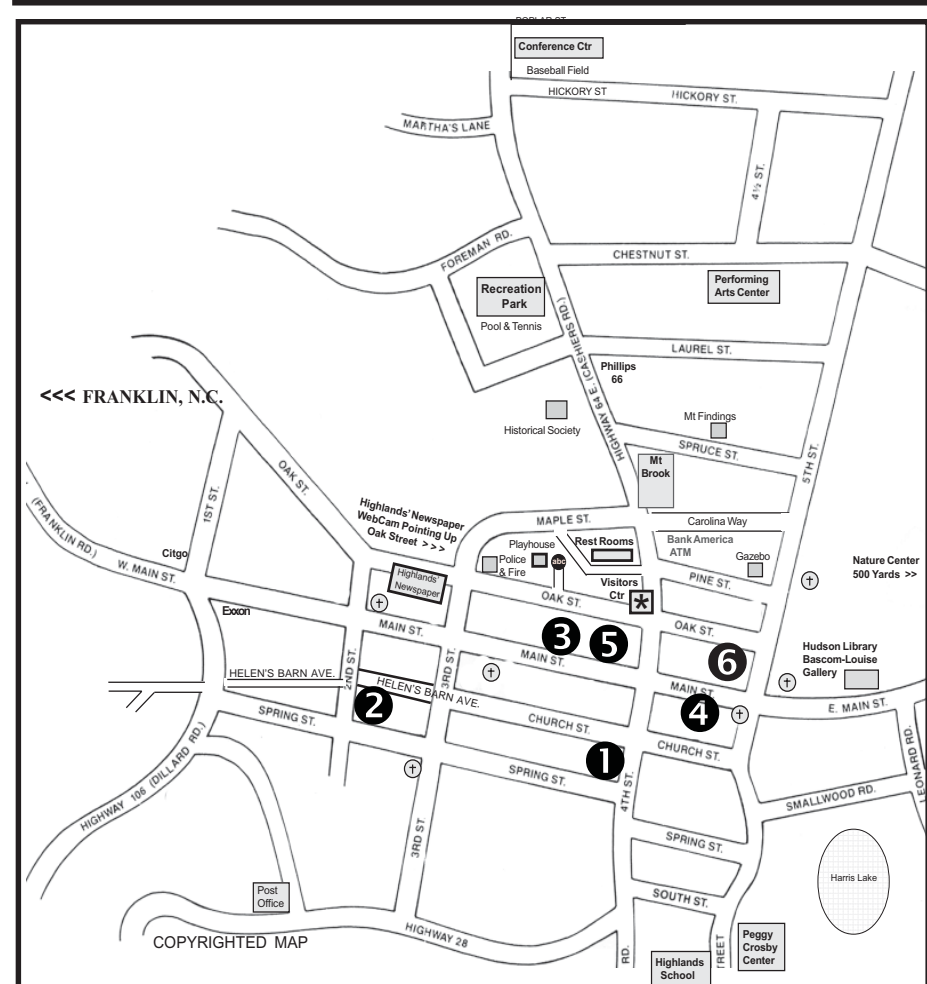 Conference Ctr
Baseball Field
HICKORY ST
HICKORY ST.
MARTHA'S LANE
4½ ST.
FOREMAN RD.
CHESTNUT ST.
Recreation
Park
Pool & Tennis
Performing
Arts Center
HIGHWAY 64 E. (CASHIERS RD.)
LAUREL ST.
Phillips
66
<<< FRANKLIN, N.C.
Historical Society
Mt Findings
SPRUCE ST.
5TH ST.
Mt
Brook
OAK ST.
1ST ST.
(FRANKLIN RD.)
W. MAIN ST.
Citgo
Highlands' Newspaper
WebCam Pointing Up
Oak Street > > >
MAPLE ST.
Carolina Way
Bank America
ATM
Gazebo
PINE ST.
Playhouse
abc
Rest Rooms
Police
& Fire
Visitors
Ctr
*
Nature Center
500 Yards >>
Highlands'
Newspaper
OAK ST.
OAK ST.
Exxon
MAIN ST.
MAIN ST.
MAIN ST.
3
5
6
Hudson Library
Bascom-Louise
Gallery
HELEN'S BARN AVE.
HELEN'S BARN AVE.
2ND ST.
3RD ST.
2
4
E. MAIN ST.
SPRING ST.
CHURCH ST.
CHURCH ST.
1
SPRING ST.
4TH ST.
LEONARD RD.
SMALLWOOD RD.
HIGHWAY 106 (DILLARD RD.)
3RD ST.
SPRING ST.
SOUTH ST.
Harris Lake
Post
Office
COPYRIGHTED MAP
HIGHWAY 28
RD.
Highlands
School
Peggy
Crosby
Center